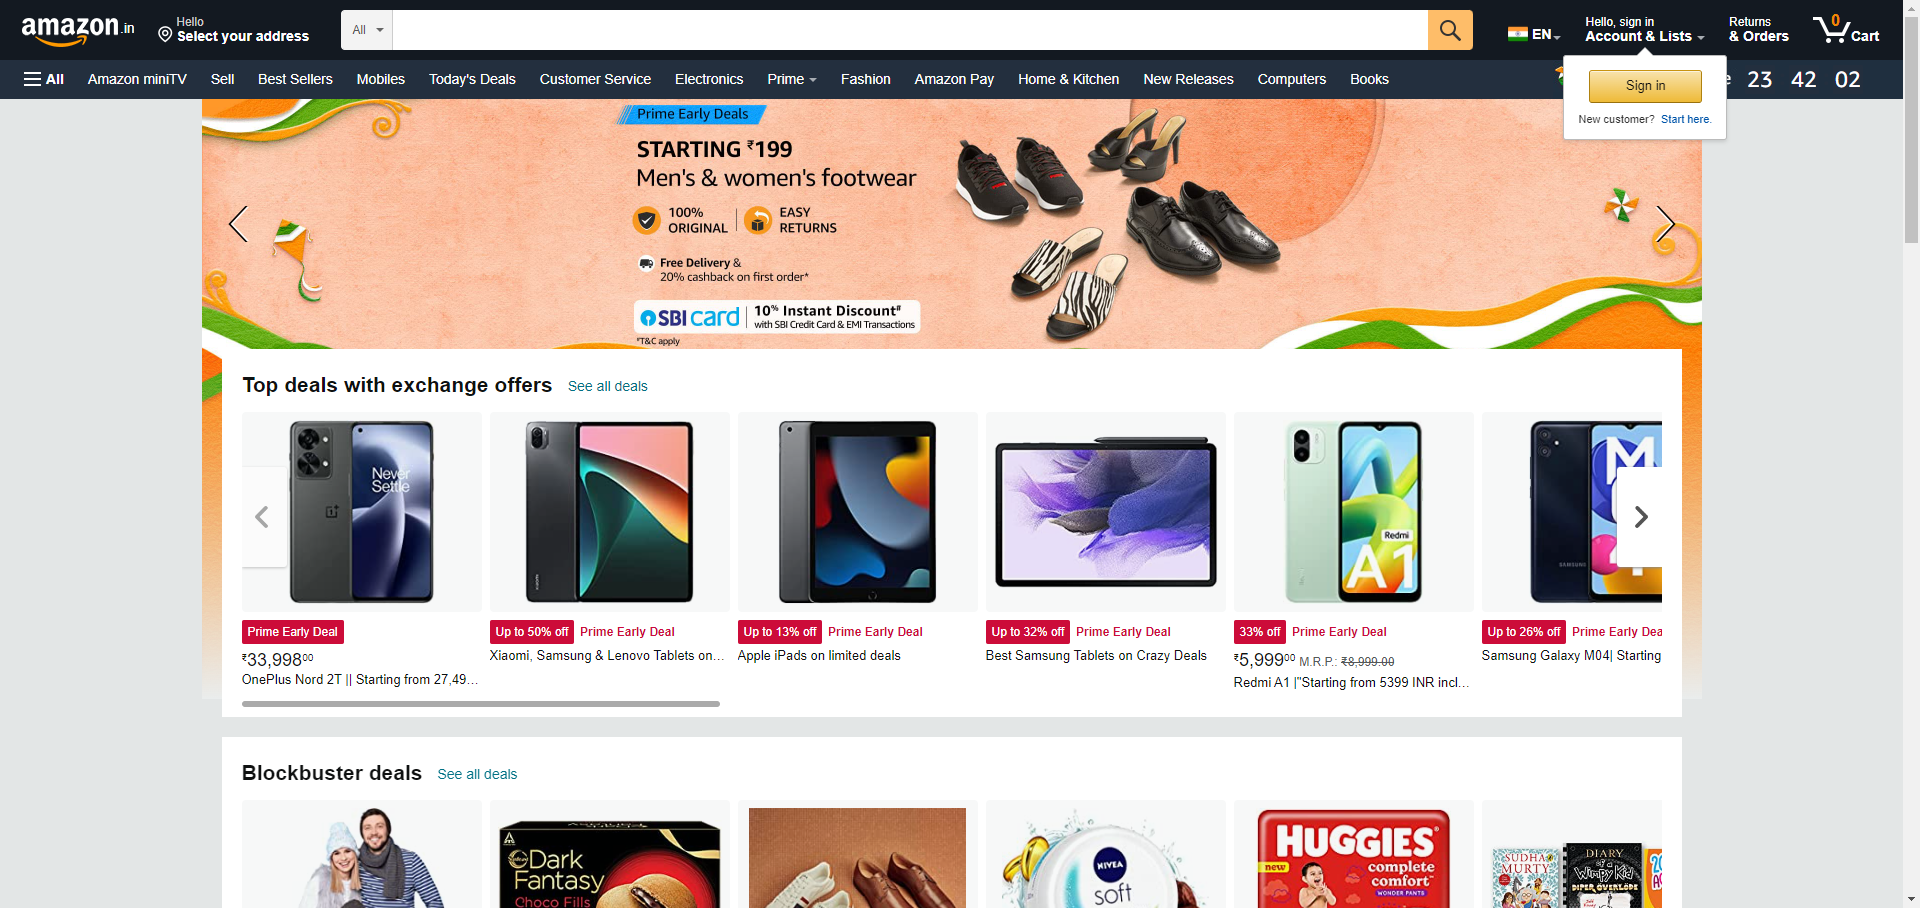 amazon.in
Hello
Select your address
All
EN
Hello, sign in
Account & Lists
Returns
& Orders
0
Cart
All
Amazon miniTV
Sell
Best Sellers
Mobiles
Today's Deals
Customer Service
Electronics
Prime
Fashion
Amazon Pay
Home & Kitchen
New Releases
Computers
Books
23 42 02
Sign in
New customer? Start here.
Prime Early Deals
STARTING ₹199
Men's & women's footwear
100%
ORIGINAL
EASY
RETURNS
Free Delivery &
20% cashback on first order*
SBI card
10% Instant Discount#
with SBI Credit Card & EMI Transactions
#T&C apply
Top deals with exchange offers
See all deals
Never
Settle
Redmi
A1
SAMSUNG
M
Prime Early Deal
₹33,99800
OnePlus Nord 2T || Starting from 27,49...
Up to 50% off
Prime Early Deal
Xiaomi, Samsung & Lenovo Tablets on...
Up to 13% off
Prime Early Deal
Apple iPads on limited deals
Up to 32% off
Prime Early Deal
Best Samsung Tablets on Crazy Deals
33% off
Prime Early Deal
₹5,99900 M.R.P.: ₹8,999.00
Redmi A1 |"Starting from 5399 INR incl...
Up to 26% off
Prime Early Dea
Samsung Galaxy M04| Starting
Blockbuster deals
See all deals
Dark
Fantasy
Choco Fills
NIVEA
soft
HUGGIES
new
complete
comfort
WONDER PANTS
SUDHA
MURTY
DIARY
of a
Wimpy Kid
DIPER ÖVERLÖDE